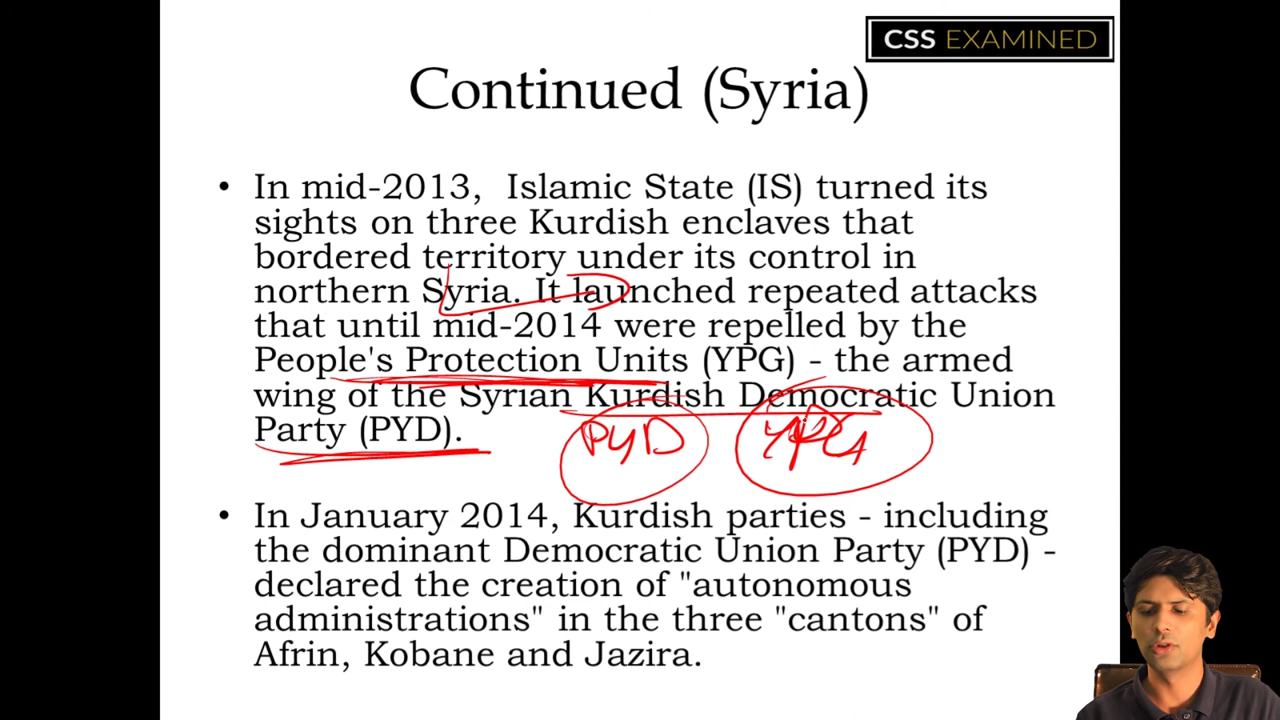 CSS EXAMINED
Continued (Syria)
• In mid-2013, Islamic State (IS) turned its
sights on three Kurdish enclaves that
bordered territory under its control in
northern Syria. It launched repeated attacks
that until mid-2014 were repelled by the
People's Protection Units (YPG) - the armed
wing of the Syrian Kurdish Democratic Union
Party (PYD).
PYD YPG
• In January 2014, Kurdish parties - including
the dominant Democratic Union Party (PYD) -
declared the creation of "autonomous
administrations" in the three "cantons" of
Afrin, Kobane and Jazira.